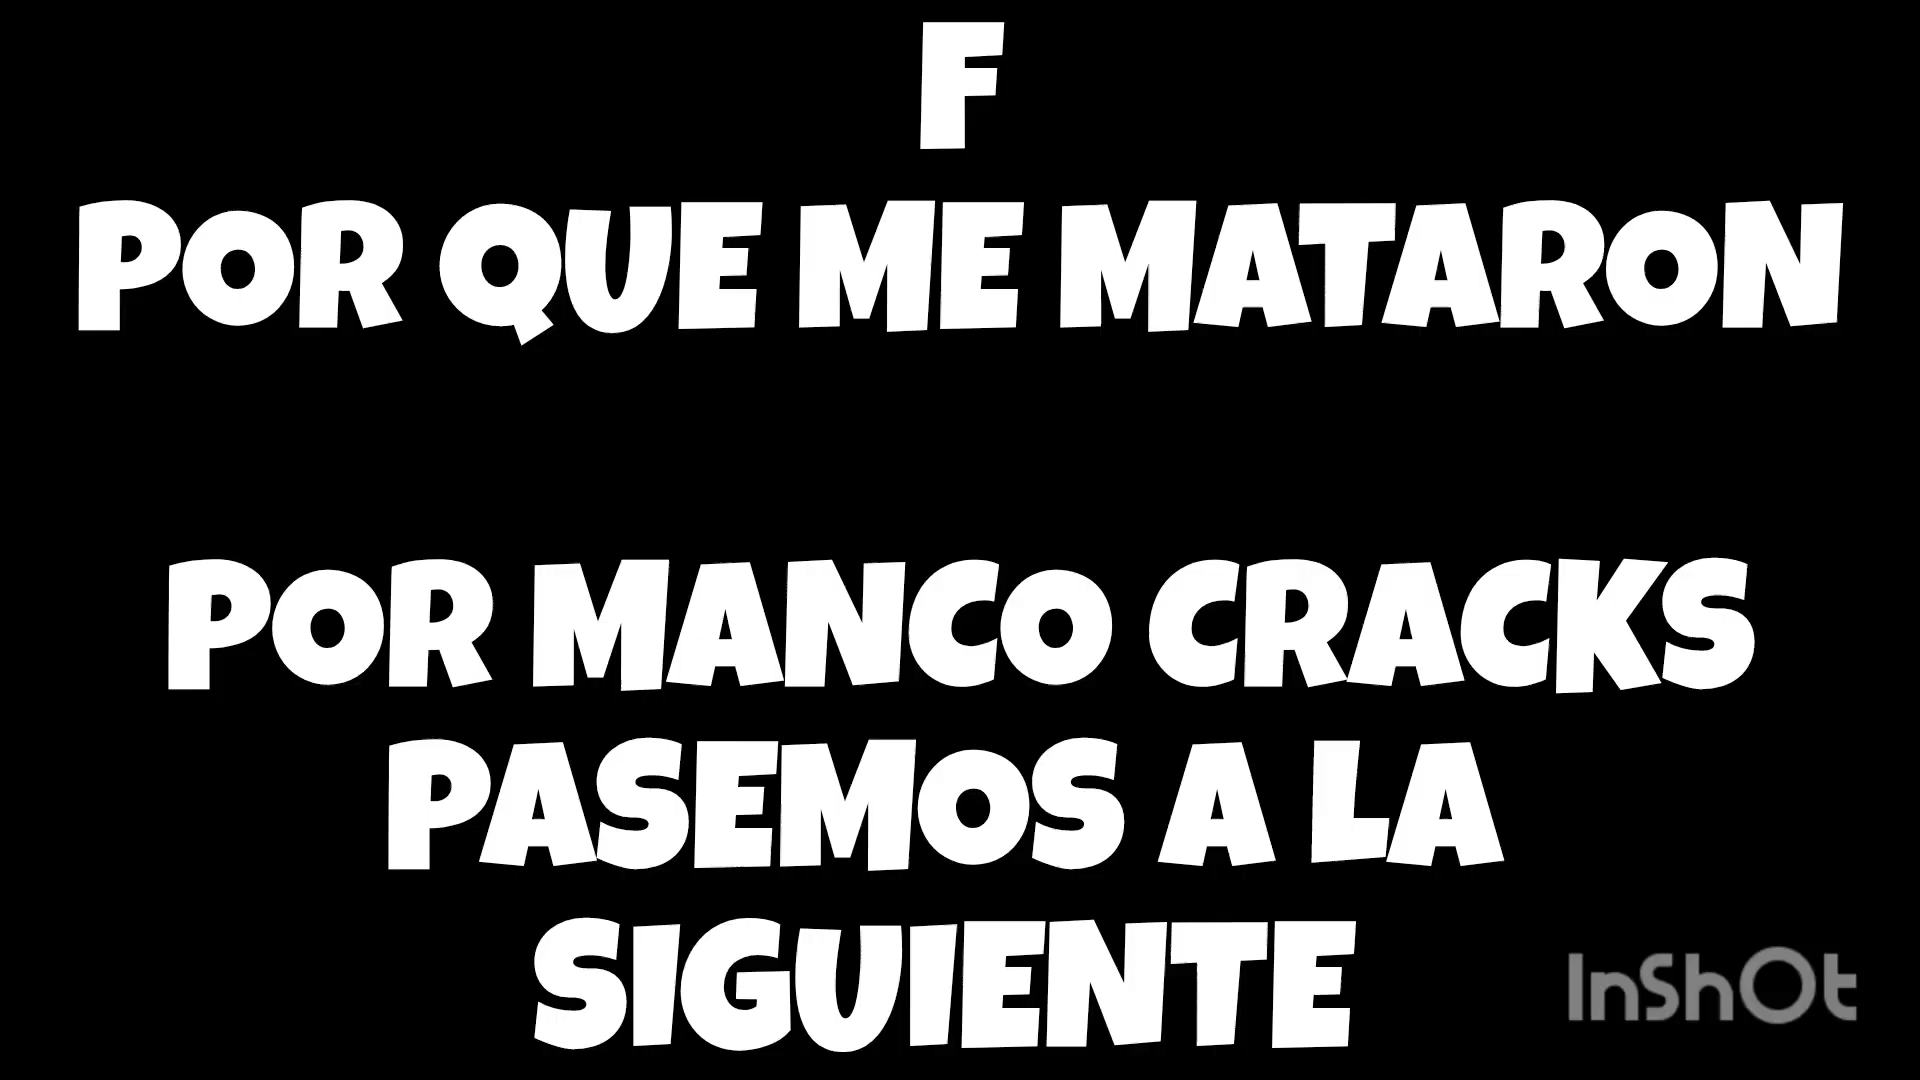 F
POR QUE ME MATARON
POR MANCO CRACKS
PASEMOS A LA
SIGUIENTE
InShOt